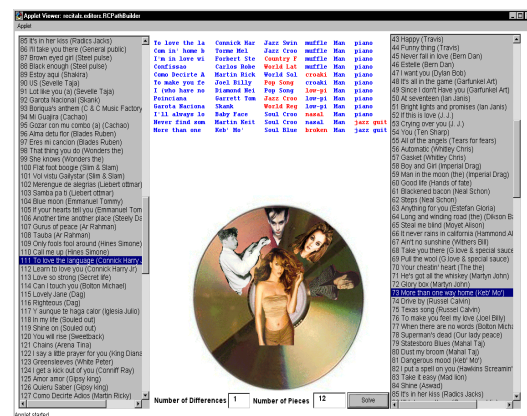 Applet Viewer: recitals.editors.RCPathBuilder
Applet
85 It's in her kiss (Radics Jacks)
86 I'll take you there (General public)
87 Brown eyed girl (Steel pulse)
88 Black enough (Steel pulse)
89 Estoy aqui (Shakira)
90 US (Sevelle Taja)
91 Lot like you (a) (Sevelle Taja)
92 Garota Nacional (Skank)
93 Boriqua's anthem (C & C Music Factory
94 Mi Guajira (Cachao)
95 Gozar con mu combo (a) (Cachao)
96 Alma detu flor (Blades Ruben)
97 Eres mi cancion (Blades Ruben)
98 That thing you do (Wonders the)
99 She knows (Wonders the)
100 Flat foot boogie (Slim & Slam)
101 Vol vistu Galystar (Slim & Slam)
102 Merengue de alegrias (Liebert ottmar)
103 Samba pa ti (Liebert ottmar)
104 Blue moon (Emmanuel Tommy)
105 If your hearts tell you (Emmanuel Tom
106 Another time another place (Steely Da
107 Gurus of peace (Ar Rahman)
108 Tauba (Ar Rahman)
109 Only fools fool around (Hines Simone)
110 Call me up (Hines Simone)
111 To love the language (Connick Harry J
112 Learn to love you (Connick Harry Jr)
113 Love so strong (Secret life)
114 Can I touch you (Bolton Michael)
115 Lovely Jane (Dag)
116 Righteous (Dag)
117 Y aunque te haga calor (Iglesia Julio)
118 In my life (Souled out)
119 Shine on (Souled out)
120 You will rise (Sweetback)
121 Chains (Arena Tina)
122 I say a little prayer for you (King Diana
123 Greensleeves (White Peter)
124 I get a kick out of you (Conniff Ray)
125 Amor amor (Gipsy king)
126 Quieru Saber (Gipsy king)
127 Como Decirte Adios (Martin Ricky)
To love the la Connick Har Jazz Swin muffle Man piano
Com in' home b Torme Mel Jazz Croo muffle Man piano
I'm in love wi Forbert Ste Country F muffle Man piano
Confissao Carlos Robe World Lat muffle Man piano
Como Decirte A Martin Rick World Sol croaki Man piano
To make you fe Joel Billy Pop Song croaki Man piano
I (who have no Diamond Nei Pop Song low-pi Man piano
Poinciana Garrett Tom Jazz Croo low-pi Man piano
Garota Naciona Skank World Reg low-pi Man piano
I'll always lo Baby Face Soul Croo nasal Man piano
Never find som Martin Keit Soul Croo nasal Man jazz guit
More than one Keb' Mo' Soul Blue broken Man jazz guit
Number of Differences 1 Number of Pieces 12 Solve
43 Happy (Travis)
44 Funny thing (Travis)
45 Never fall in love (Bern Dan)
46 Estelle (Bern Dan)
47 I want you (Dylan Bob)
48 It's all in the game (Garfunkel Art)
49 Since I don't Have you (Garfunkel Art)
50 At seventeen (Ian Janis)
51 Bright lights and promises (Ian Janis)
52 If this is love (J. J.)
53 Crying over you (J. J.)
54 You (Ten Sharp)
55 All of the angels (Tears for fears)
56 Automatic (Whitley Chris)
57 Gasket (Whitley Chris)
58 Boy and Girl (Imperial Drag)
59 Man in the moon (the) (Imperial Drag)
60 Good life (Hands of fate)
61 Blackened bacon (Neal Schon)
62 Steps (Neal Schon)
63 Anything for you (Estefan Gloria)
64 Long and winding road (the) (Dikson Ba
65 Steal me blind (Moyet Alison)
66 It never rains in california (Hammond Al
67 Ain't no sunshine (Withers Bill)
68 Take you there (G love & special sauce
69 Pull the wool (G love & special sauce)
70 Your cheatin' heart (The the)
71 He's got all the whiskey (Martyn John)
72 Glory box (Martyn John)
73 More than one way home (Keb' Mo')
74 Drive by (Russel Calvin)
75 Texas song (Russel Calvin)
76 To make you feel my love (Joel Billy)
77 When there are no words (Bolton Micha
78 Superman's dead (Our lady peace)
79 Statesboro Blues (Mahal Taj)
80 Dust my broom (Mahal Taj)
81 Dangerous mood (Keb' Mo')
82 I put a spell on you (Hawkins Screamin'
83 Take it easy (Mad lion)
84 Shine (Aswad)
85 It's in her kiss (Radics Jacks)
Applet started.